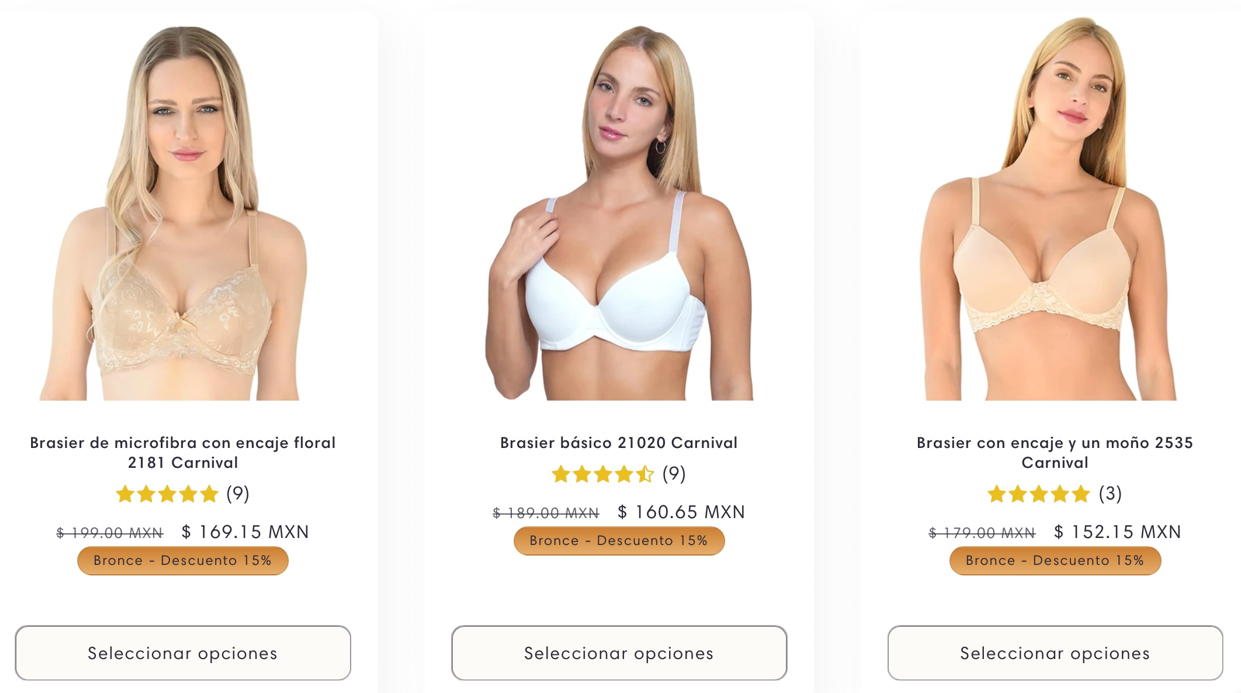 Brasier de microfibra con encaje floral
2181 Carnival
(9)
$ 199.00 MXN $ 169.15 MXN
Bronce - Descuento 15%
Seleccionar opciones
Brasier básico 21020 Carnival
(9)
$ 189.00 MXN $ 160.65 MXN
Bronce - Descuento 15%
Seleccionar opciones
Brasier con encaje y un moño 2535
Carnival
(3)
$ 179.00 MXN $ 152.15 MXN
Bronce - Descuento 15%
Seleccionar opciones